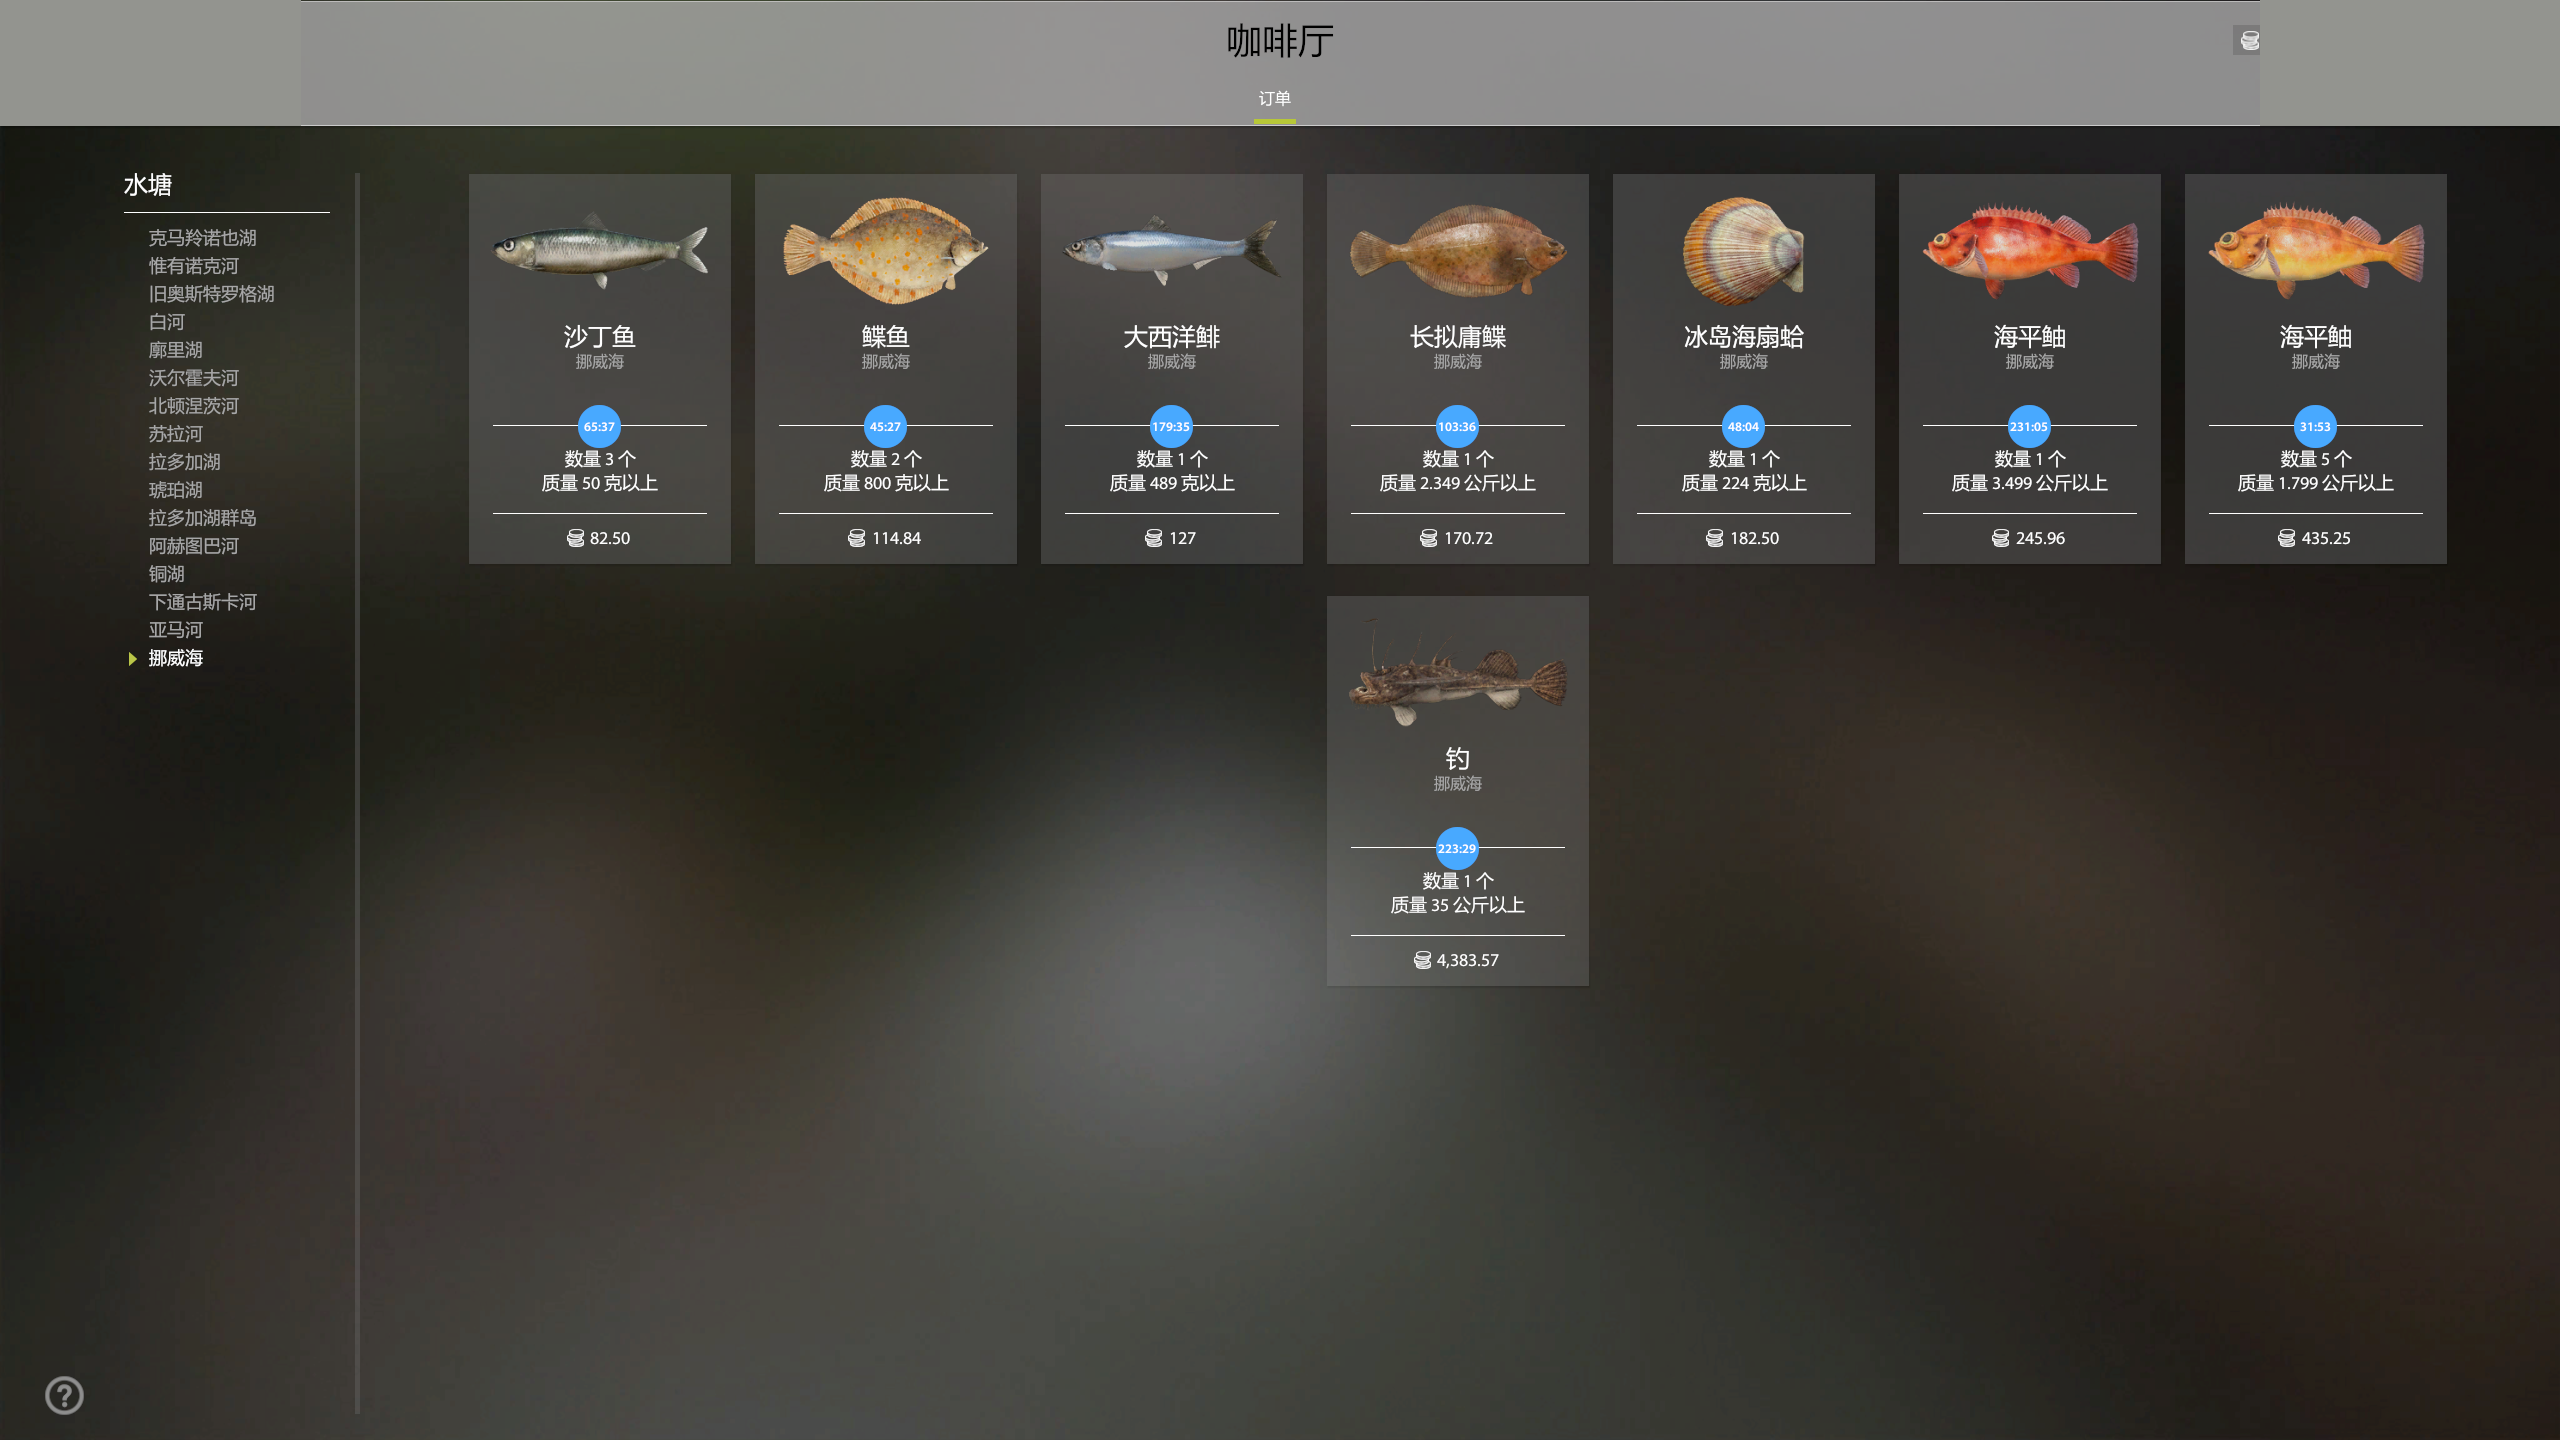 咖啡厅
订单
水塘
克马羚诺也湖
惟有诺克河
旧奥斯特罗格湖
白河
廓里湖
沃尔霍夫河
北顿涅茨河
苏拉河
拉多加湖
琥珀湖
拉多加湖群岛
阿赫图巴河
铜湖
下通古斯卡河
亚马河
挪威海
沙丁鱼
挪威海
65:37
数量 3 个
质量 50 克以上
82.50
鲽鱼
挪威海
45:27
数量 2 个
质量 800 克以上
114.84
大西洋鲱
挪威海
179:35
数量 1 个
质量 489 克以上
127
长拟庸鲽
挪威海
103:36
数量 1 个
质量 2.349 公斤以上
170.72
冰岛海扇蛤
挪威海
48:04
数量 1 个
质量 224 克以上
182.50
海平鲉
挪威海
231:05
数量 1 个
质量 3.499 公斤以上
245.96
海平鲉
挪威海
31:53
数量 5 个
质量 1.799 公斤以上
435.25
钓
挪威海
223:29
数量 1 个
质量 35 公斤以上
4,383.57